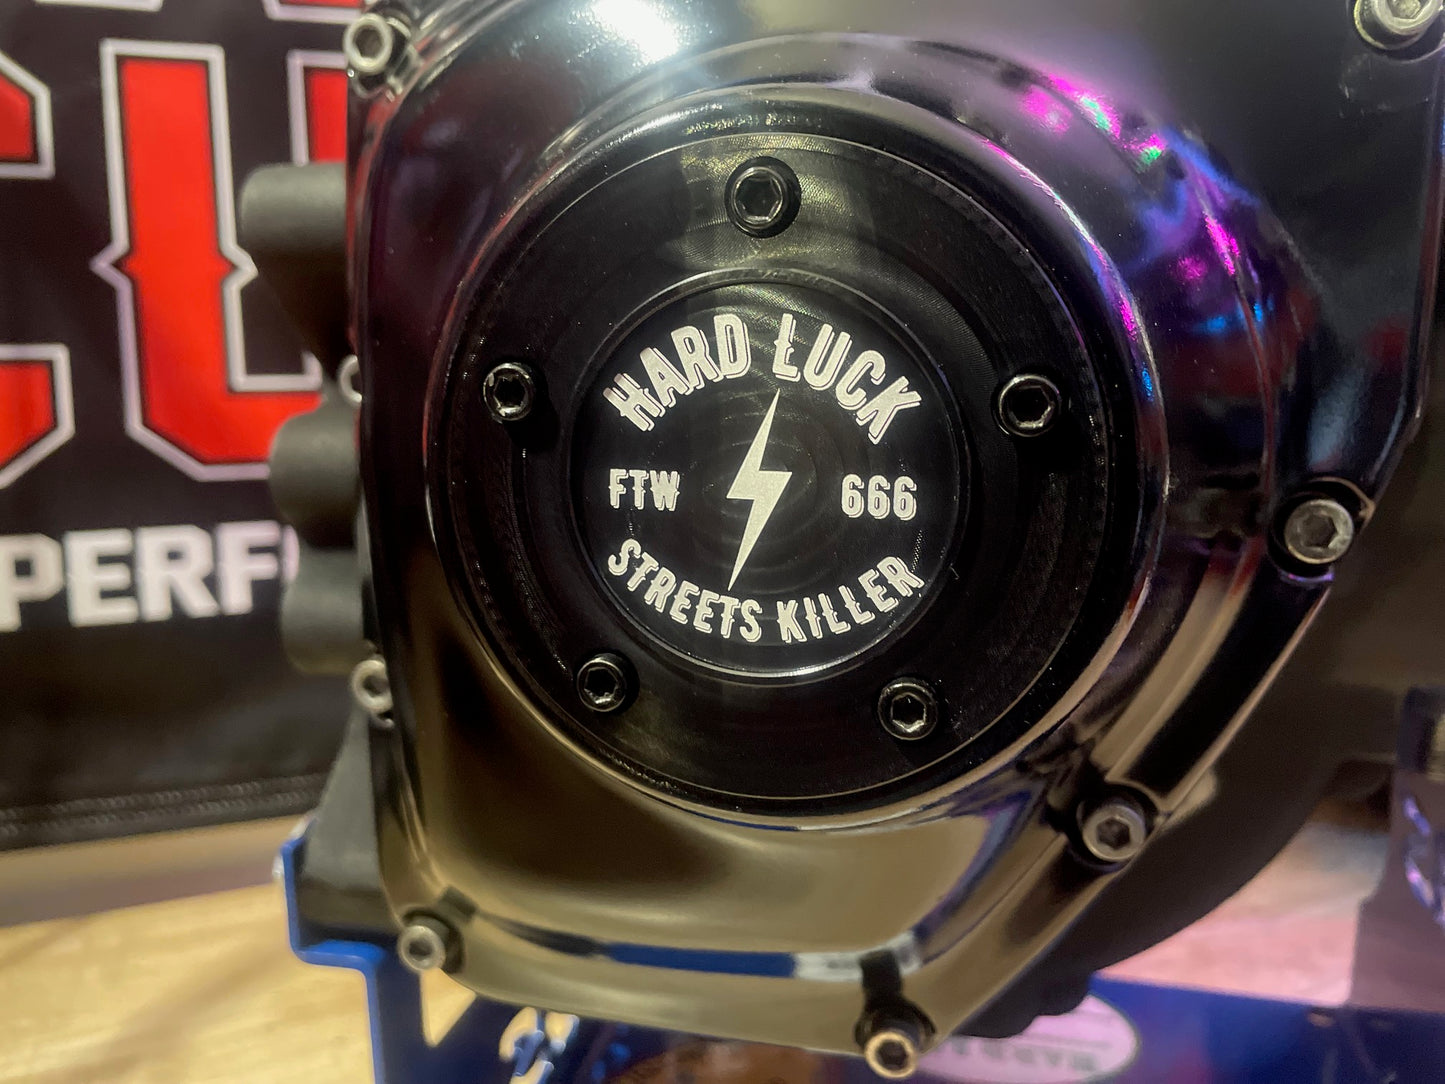 HARD LUCK
FTW 666
STREETS KILLER
PERF